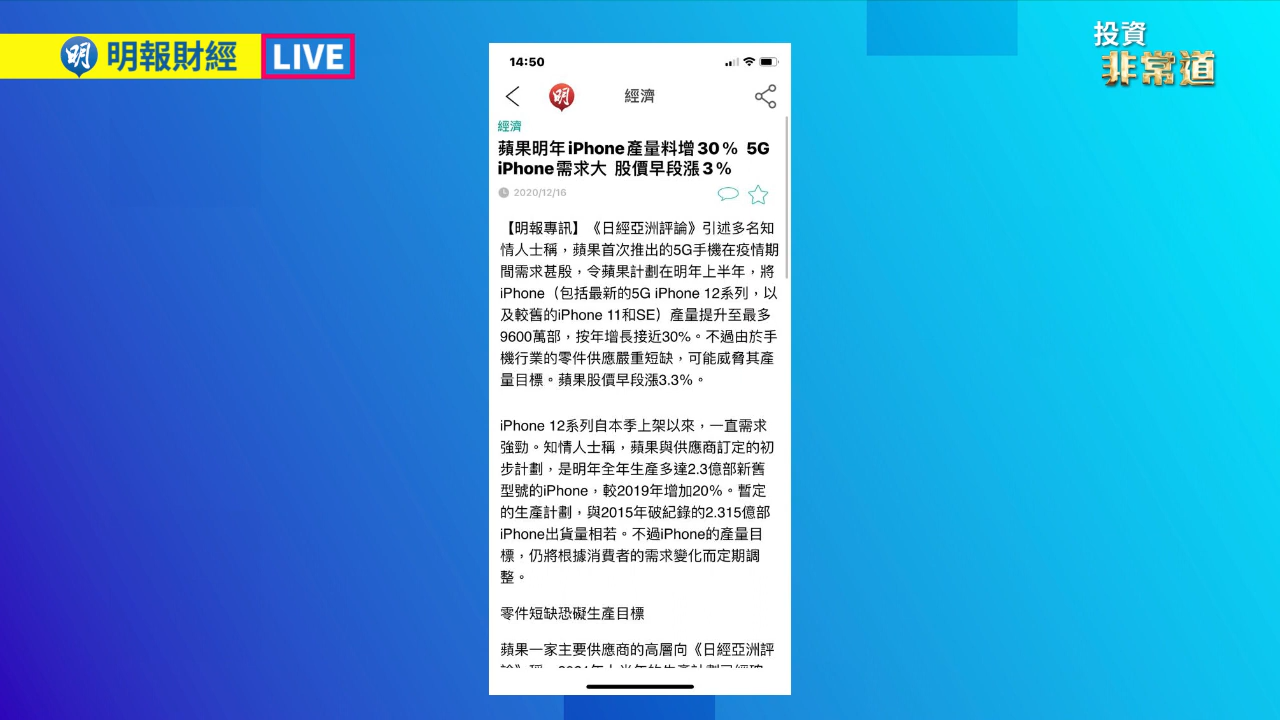 明 明報財經 LIVE
投資
非常道
14:50
明 經濟
經濟
蘋果明年iPhone產量料增30% 5G
iPhone需求大 股價早段漲3%
2020/12/16
【明報專訊】《日經亞洲評論》引述多名知
情人士稱，蘋果首次推出的5G手機在疫情期
間需求甚殷，令蘋果計劃在明年上半年，將
iPhone（包括最新的5G iPhone 12系列，以
及較舊的iPhone 11和SE）產量提升至最多
9600萬部，按年增長接近30%。不過由於手
機行業的零件供應嚴重短缺，可能威脅其產
量目標。蘋果股價早段漲3.3%。
iPhone 12系列自本季上架以來，一直需求
強勁。知情人士稱，蘋果與供應商訂定的初
步計劃，是明年全年生產多達2.3億部新舊
型號的iPhone，較2019年增加20%。暫定
的生產計劃，與2015年破紀錄的2.315億部
iPhone出貨量相若。不過iPhone的產量目
標，仍將根據消費者的需求變化而定期調
整。
零件短缺恐礙生產目標
蘋果一家主要供應商的高層向《日經亞洲評